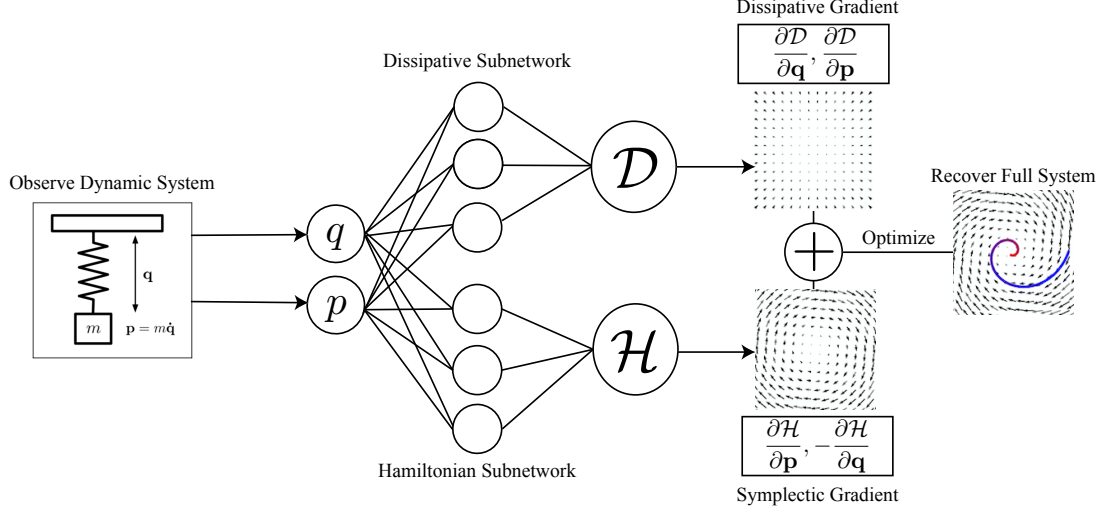 Dissipative Gradient
∂𝒟/∂𝐪, ∂𝒟/∂𝐩
Dissipative Subnetwork
𝒟
Observe Dynamic System
Recover Full System
q
𝐪
+
Optimize
p
m
𝐩 = m𝐪̇
ℋ
∂ℋ/∂𝐩, −∂ℋ/∂𝐪
Hamiltonian Subnetwork
Symplectic Gradient